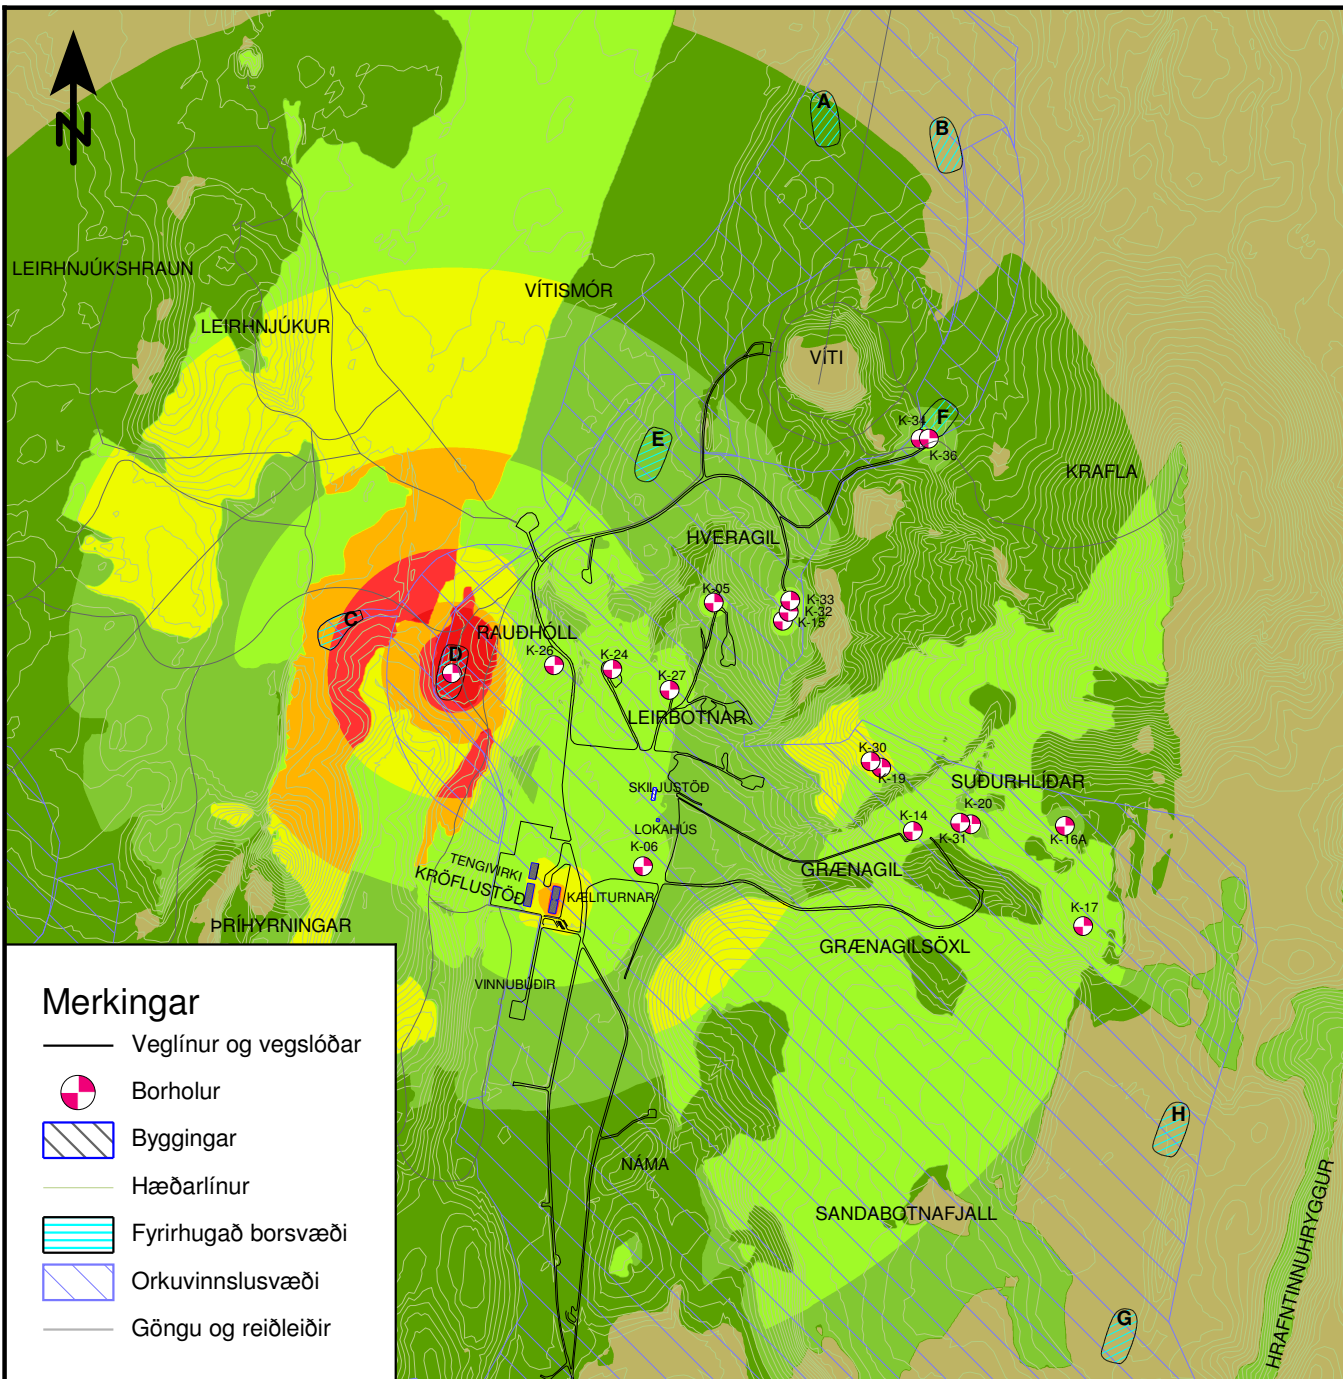 N
A
B
LEIRHNJÚKSHRAUN
VÍTISMÓR
LEIRHNJÚKUR
VÍTI
F
K-34
K-36
E
KRAFLA
HVERAGIL
K-05
K-33
K-32
K-15
C
RAUÐHÓLL
D
K-26
K-24
K-27
LEIRBOTNAR
K-30
K-19
SKILJUSTÖÐ
SUÐURHLÍÐAR
K-20
K-14
K-31
K-16A
LOKAHÚS
K-06
TENGIVIRKI
KRÖFLUSTÖÐ
GRÆNAGIL
KÆLITURNAR
ÞRÍHYRNINGAR
K-17
GRÆNAGILSÖXL
VINNUBÚÐIR
H
NÁMA
SANDABOTNAFJALL
HRAFNTINNUHRYGGUR
G
Merkingar
Veglínur og vegslóðar
Borholur
Byggingar
Hæðarlínur
Fyrirhugað borsvæði
Orkuvinnslusvæði
Göngu og reiðleiðir